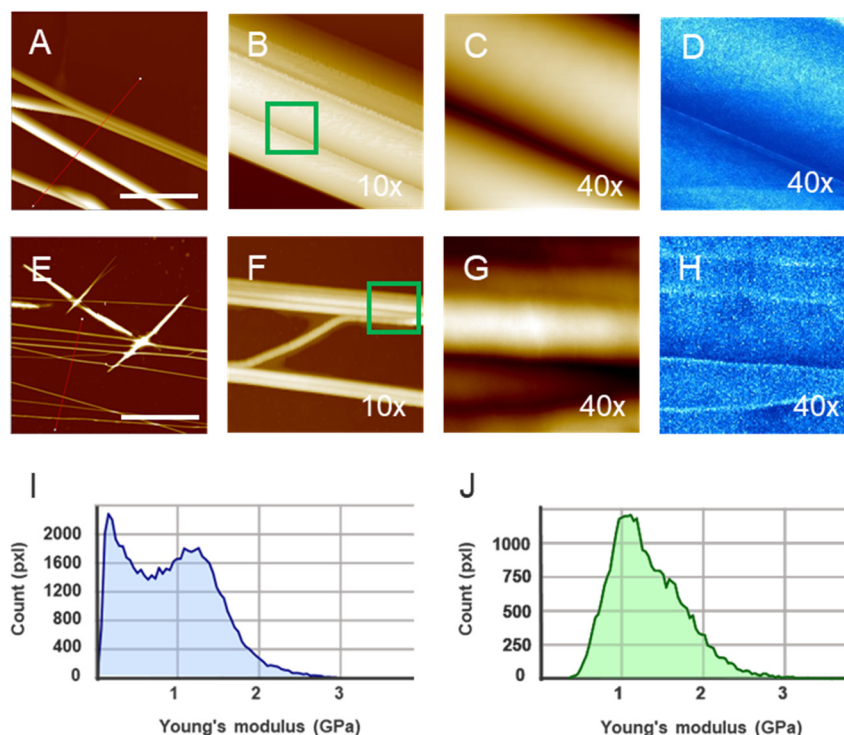 A
B
10x
C
40x
D
40x
E
F
10x
G
40x
H
40x
I
2000
1600
1200
800
400
0
Count (pxl)
1
2
3
Young's modulus (GPa)
J
1000
750
500
250
0
Count (pxl)
1
2
3
Young's modulus (GPa)